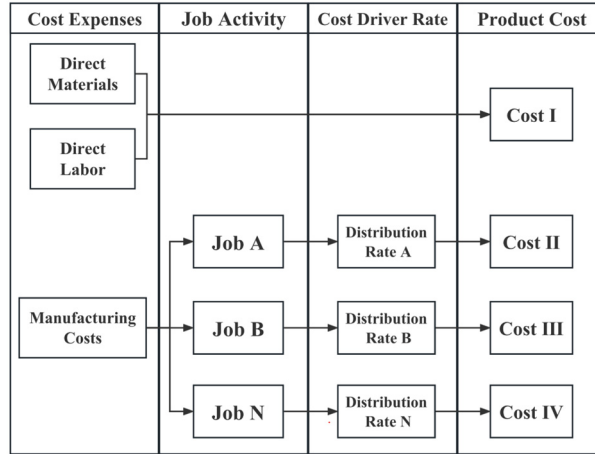 Cost Expenses
Job Activity
Cost Driver Rate
Product Cost
Direct
Materials
Direct
Labor
Cost I
Job A
Distribution
Rate A
Cost II
Manufacturing
Costs
Job B
Distribution
Rate B
Cost III
Job N
Distribution
Rate N
Cost IV